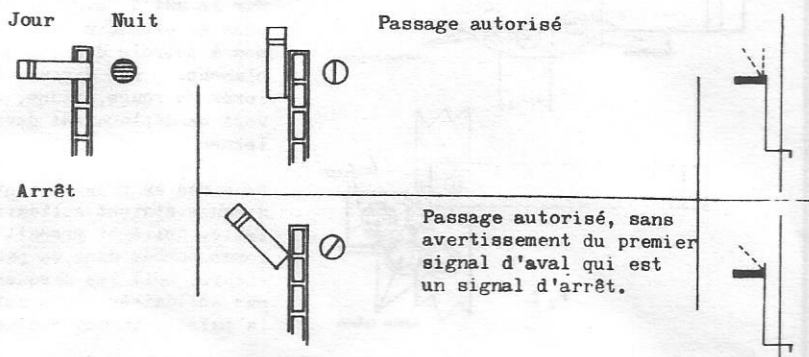 Jour Nuit
Passage autorisé
Arrêt
Passage autorisé, sans
avertissement du premier
signal d'aval qui est
un signal d'arrêt.